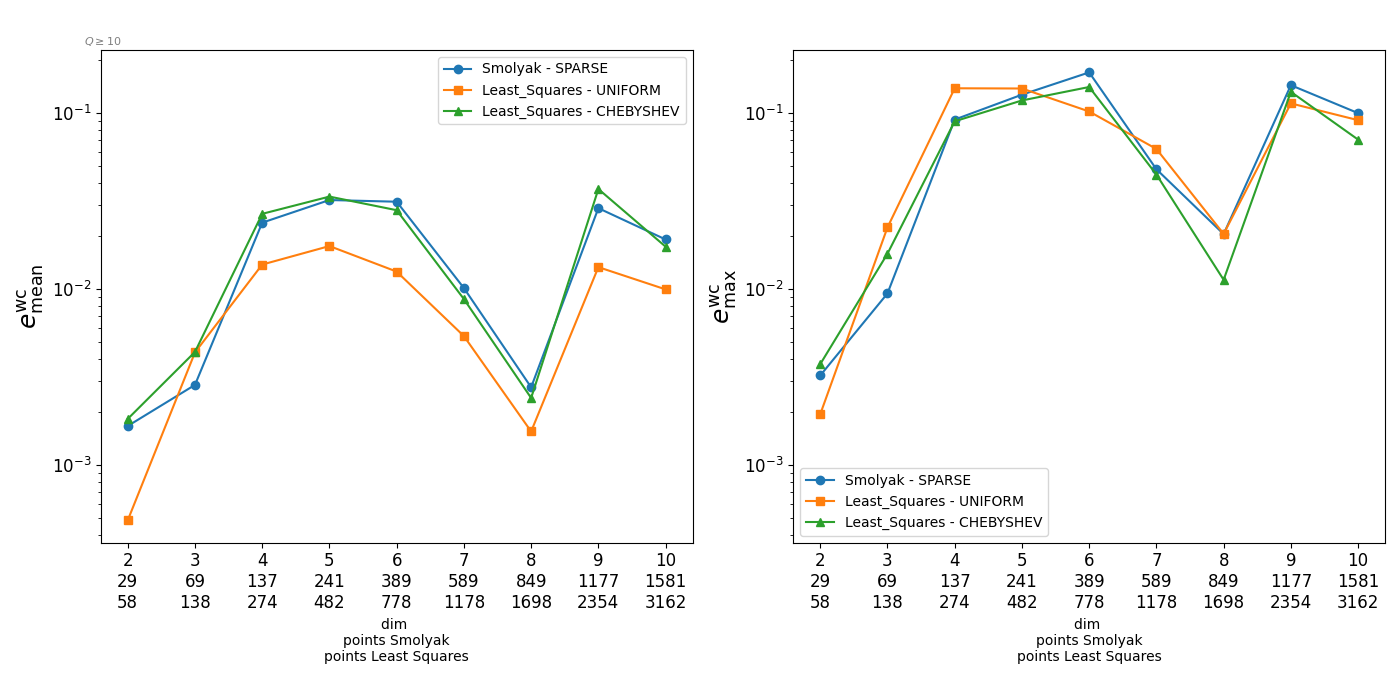 Q ≥ 10
Smolyak - SPARSE
Least_Squares - UNIFORM
Least_Squares - CHEBYSHEV
10⁻¹
10⁻²
10⁻³
e^wc_mean
2 3 4 5 6 7 8 9 10
29 69 137 241 389 589 849 1177 1581
58 138 274 482 778 1178 1698 2354 3162
dim
points Smolyak
points Least Squares
10⁻¹
10⁻²
10⁻³
e^wc_max
Smolyak - SPARSE
Least_Squares - UNIFORM
Least_Squares - CHEBYSHEV
2 3 4 5 6 7 8 9 10
29 69 137 241 389 589 849 1177 1581
58 138 274 482 778 1178 1698 2354 3162
dim
points Smolyak
points Least Squares